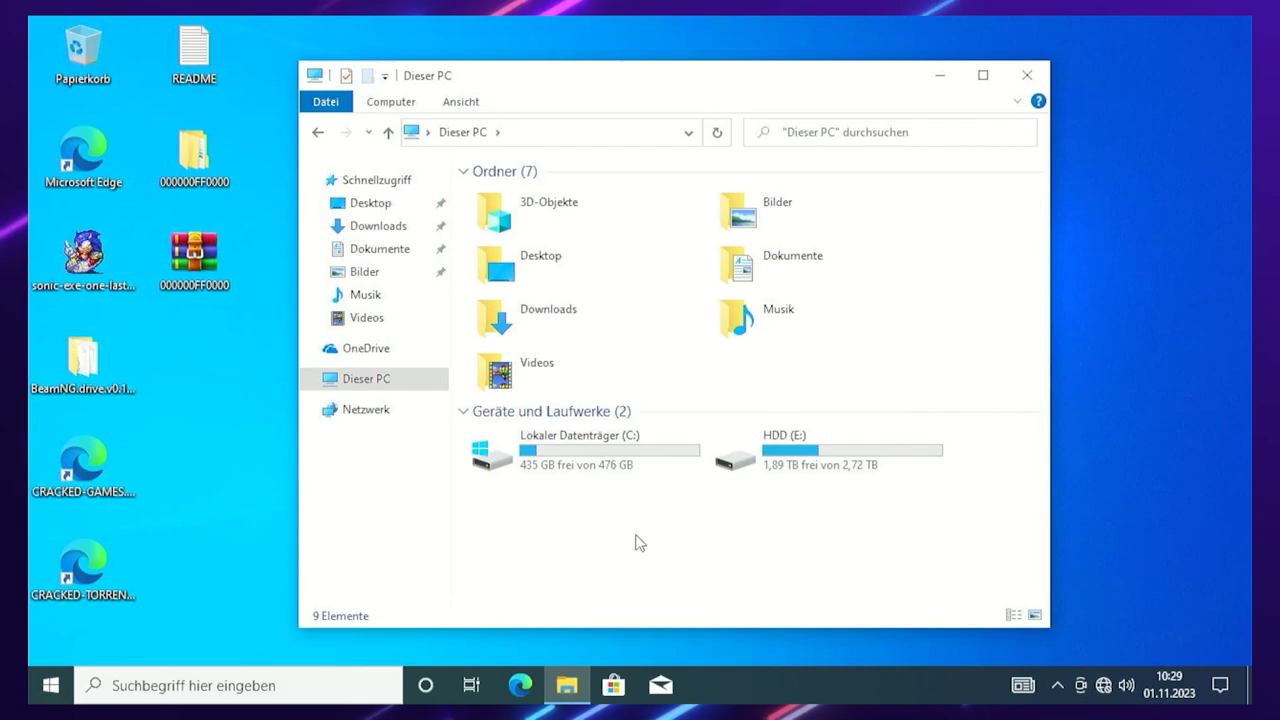 Papierkorb
README
Microsoft Edge
000000FF0000
sonic-exe-one-last...
000000FF0000
BeamNG.drive.v0.1...
CRACKED-GAMES....
CRACKED-TORREN...
Dieser PC
Datei
Computer
Ansicht
Dieser PC
"Dieser PC" durchsuchen
Schnellzugriff
Desktop
Downloads
Dokumente
Bilder
Musik
Videos
OneDrive
Dieser PC
Netzwerk
Ordner (7)
3D-Objekte
Bilder
Desktop
Dokumente
Downloads
Musik
Videos
Geräte und Laufwerke (2)
Lokaler Datenträger (C:)
435 GB frei von 476 GB
HDD (E:)
1,89 TB frei von 2,72 TB
9 Elemente
Suchbegriff hier eingeben
10:29
01.11.2023